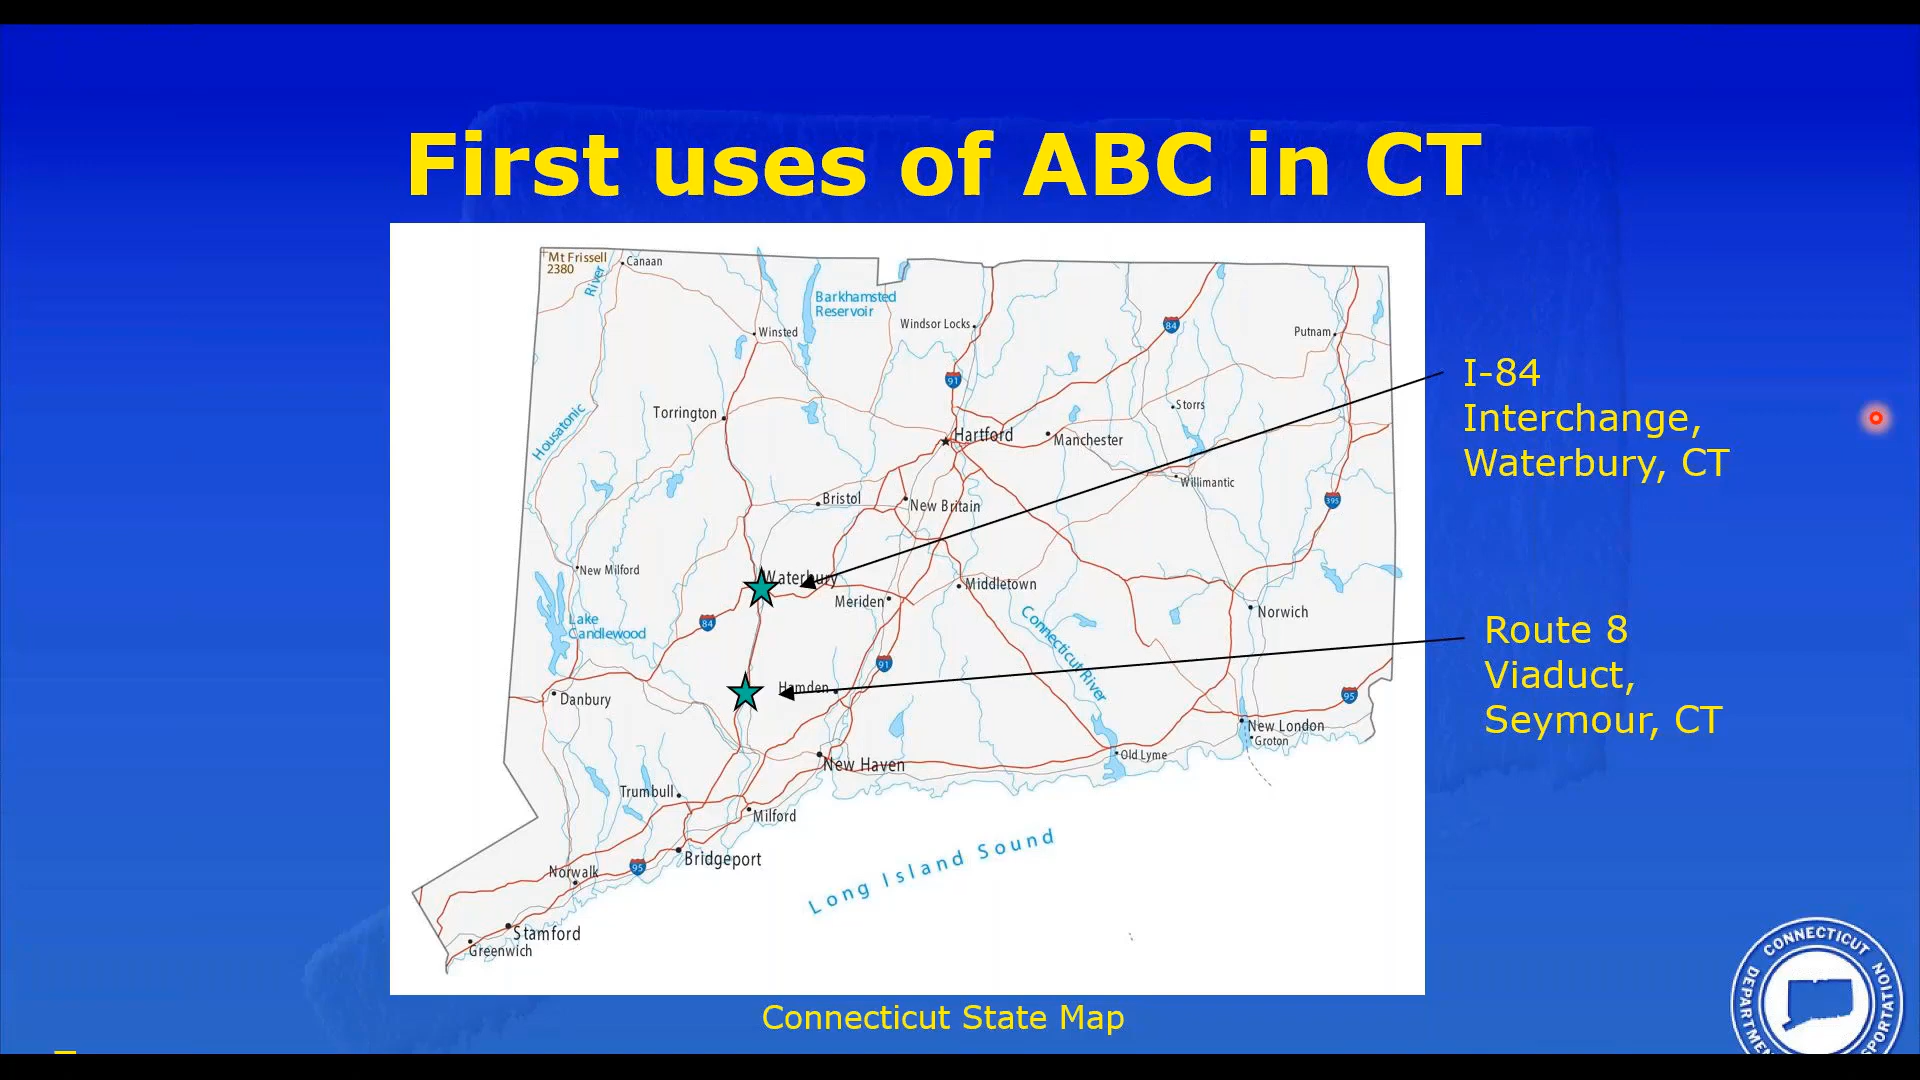 First uses of ABC in CT
Mt Frissell
2380
Canaan
River
Barkhamsted
Reservoir
Windsor Locks
Winsted
84
Putnam
91
I-84
Interchange,
Waterbury, CT
Torrington
Storrs
Housatonic
Hartford
Manchester
Willimantic
Bristol
New Britain
395
New Milford
Waterbury
Middletown
Meriden
Norwich
Lake
Candlewood
84
Connecticut River
Route 8
Viaduct,
Seymour, CT
91
Hamden
Danbury
95
New London
Groton
Old Lyme
New Haven
Trumbull
Milford
Bridgeport
Long Island Sound
Norwalk
95
Stamford
Greenwich
Connecticut State Map
CONNECTICUT